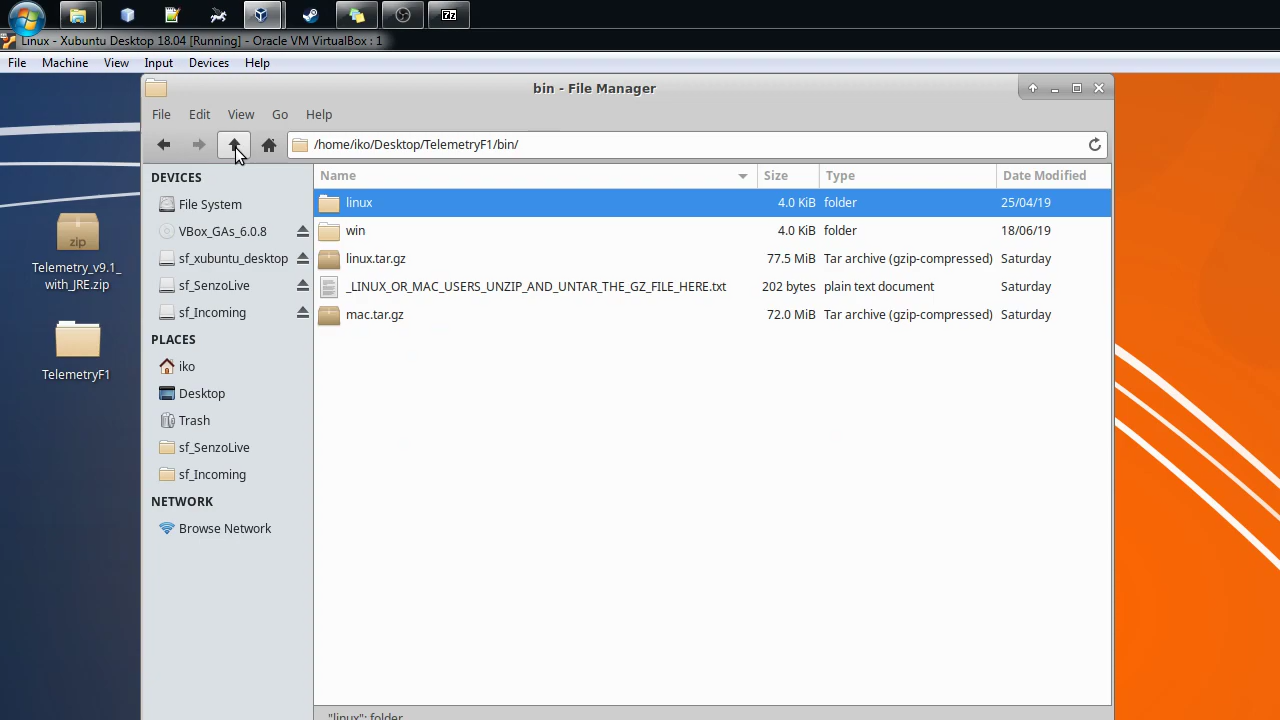 7z
Linux - Xubuntu Desktop 18.04 [Running] - Oracle VM VirtualBox : 1
File Machine View Input Devices Help
bin - File Manager
File Edit View Go Help
/home/iko/Desktop/TelemetryF1/bin/
DEVICES
File System
VBox_GAs_6.0.8
sf_xubuntu_desktop
sf_SenzoLive
sf_Incoming
PLACES
iko
Desktop
Trash
sf_SenzoLive
sf_Incoming
NETWORK
Browse Network
Name Size Type Date Modified
linux 4.0 KiB folder 25/04/19
win 4.0 KiB folder 18/06/19
linux.tar.gz 77.5 MiB Tar archive (gzip-compressed) Saturday
_LINUX_OR_MAC_USERS_UNZIP_AND_UNTAR_THE_GZ_FILE_HERE.txt 202 bytes plain text document Saturday
mac.tar.gz 72.0 MiB Tar archive (gzip-compressed) Saturday
zip
Telemetry_v9.1_
with_JRE.zip
TelemetryF1
"linux": folder